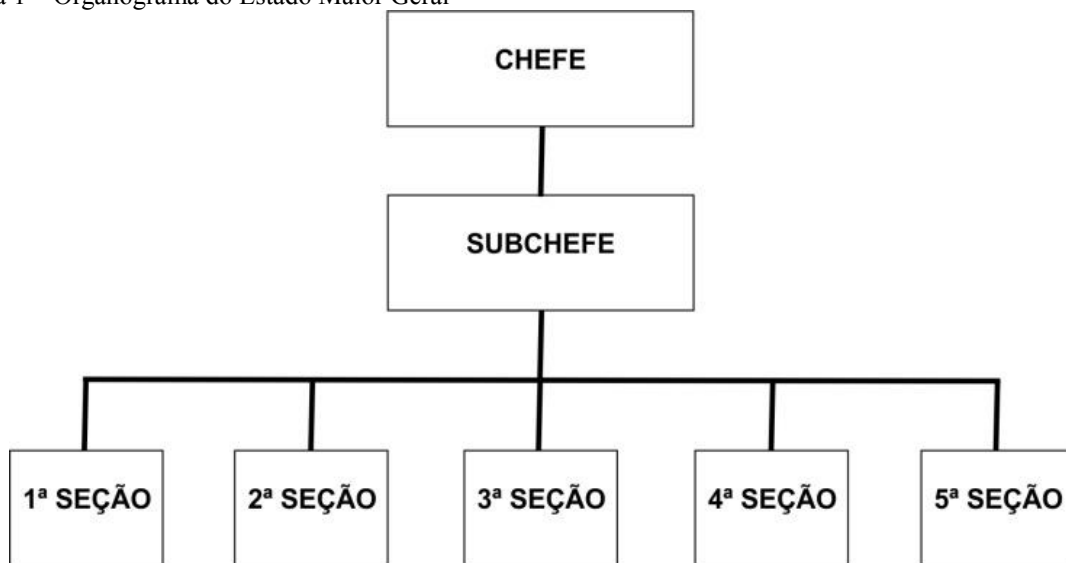 a 1 – Organograma do Estado Maior Geral
CHEFE
SUBCHEFE
1ª SEÇÃO
2ª SEÇÃO
3ª SEÇÃO
4ª SEÇÃO
5ª SEÇÃO